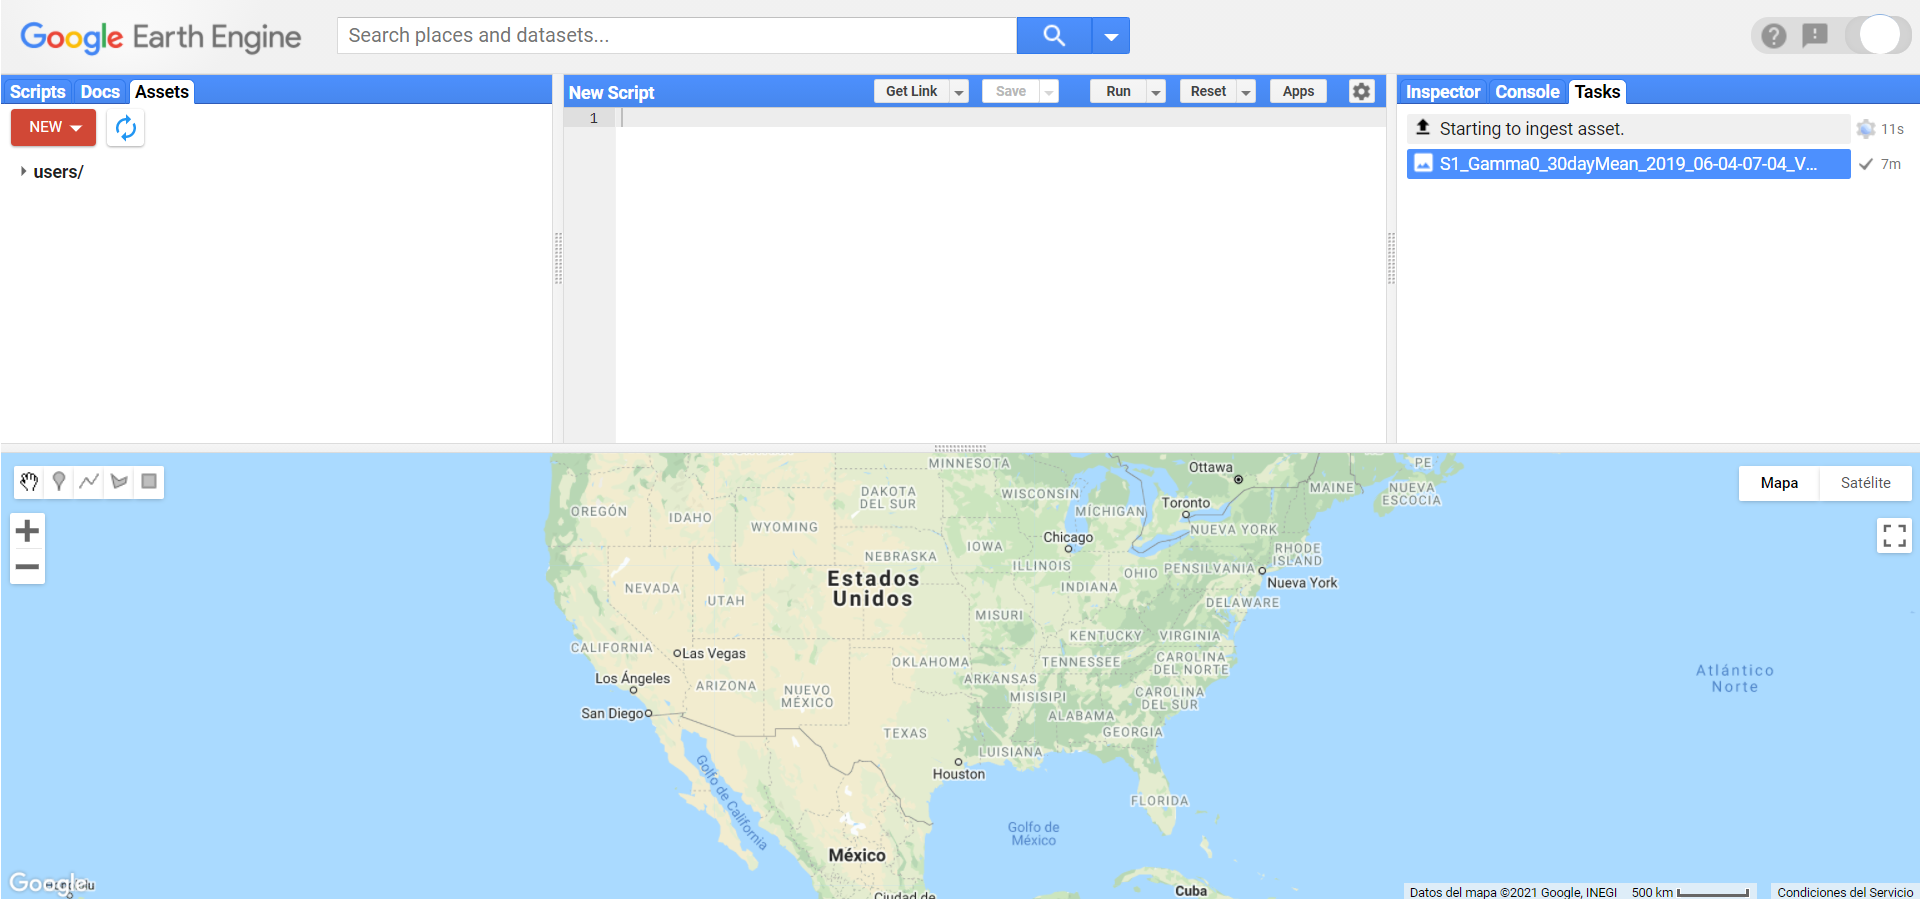 Google Earth Engine
Search places and datasets...
Scripts Docs Assets
NEW
users/
New Script
Get Link Save Run Reset Apps
1
Inspector Console Tasks
Starting to ingest asset. 11s
S1_Gamma0_30dayMean_2019_06-04-07-04_V... 7m
Mapa Satélite
MINNESOTA
Ottawa
PE
DAKOTA
DEL SUR
WISCONSIN
MAINE
NUEVA
ESCOCIA
OREGÓN
IDAHO
WYOMING
MÍCHIGAN
Toronto
NUEVA YORK
Chicago
NEBRASKA
IOWA
RHODE
ISLAND
Estados
Unidos
ILLINOIS
OHIO
PENSILVANIA
Nueva York
NEVADA
UTAH
INDIANA
DELAWARE
MISURI
KENTUCKY
VIRGINIA
CALIFORNIA
Las Vegas
OKLAHOMA
TENNESSEE
CAROLINA
DEL NORTE
Los Ángeles
ARIZONA
NUEVO
MÉXICO
ARKANSAS
MISISIPI
CAROLINA
DEL SUR
San Diego
ALABAMA
TEXAS
GEORGIA
LUISIANA
Atlántico
Norte
Houston
Golfo de California
FLORIDA
Golfo de
México
México
Cuba
Ciudad de
Google
Datos del mapa ©2021 Google, INEGI 500 km Condiciones del Servicio